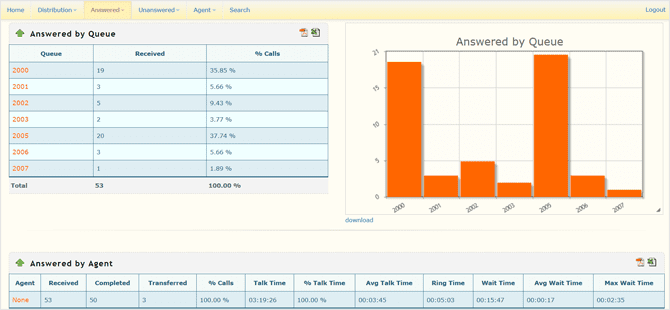 Home Distribution Answered Unanswered Agent Search Logout
Answered by Queue
Queue Received % Calls
2000 19 35.85 %
2001 3 5.66 %
2002 5 9.43 %
2003 2 3.77 %
2005 20 37.74 %
2006 3 5.66 %
2007 1 1.89 %
Total 53 100.00 %
Answered by Queue
21
15
10
5
0
2000 2001 2002 2003 2005 2006 2007
download
Answered by Agent
Agent Received Completed Transferred % Calls Talk Time % Talk Time Avg Talk Time Ring Time Wait Time Avg Wait Time Max Wait Time
None 53 50 3 100.00 % 03:19:26 100.00 % 00:03:45 00:05:03 00:15:47 00:00:17 00:02:35